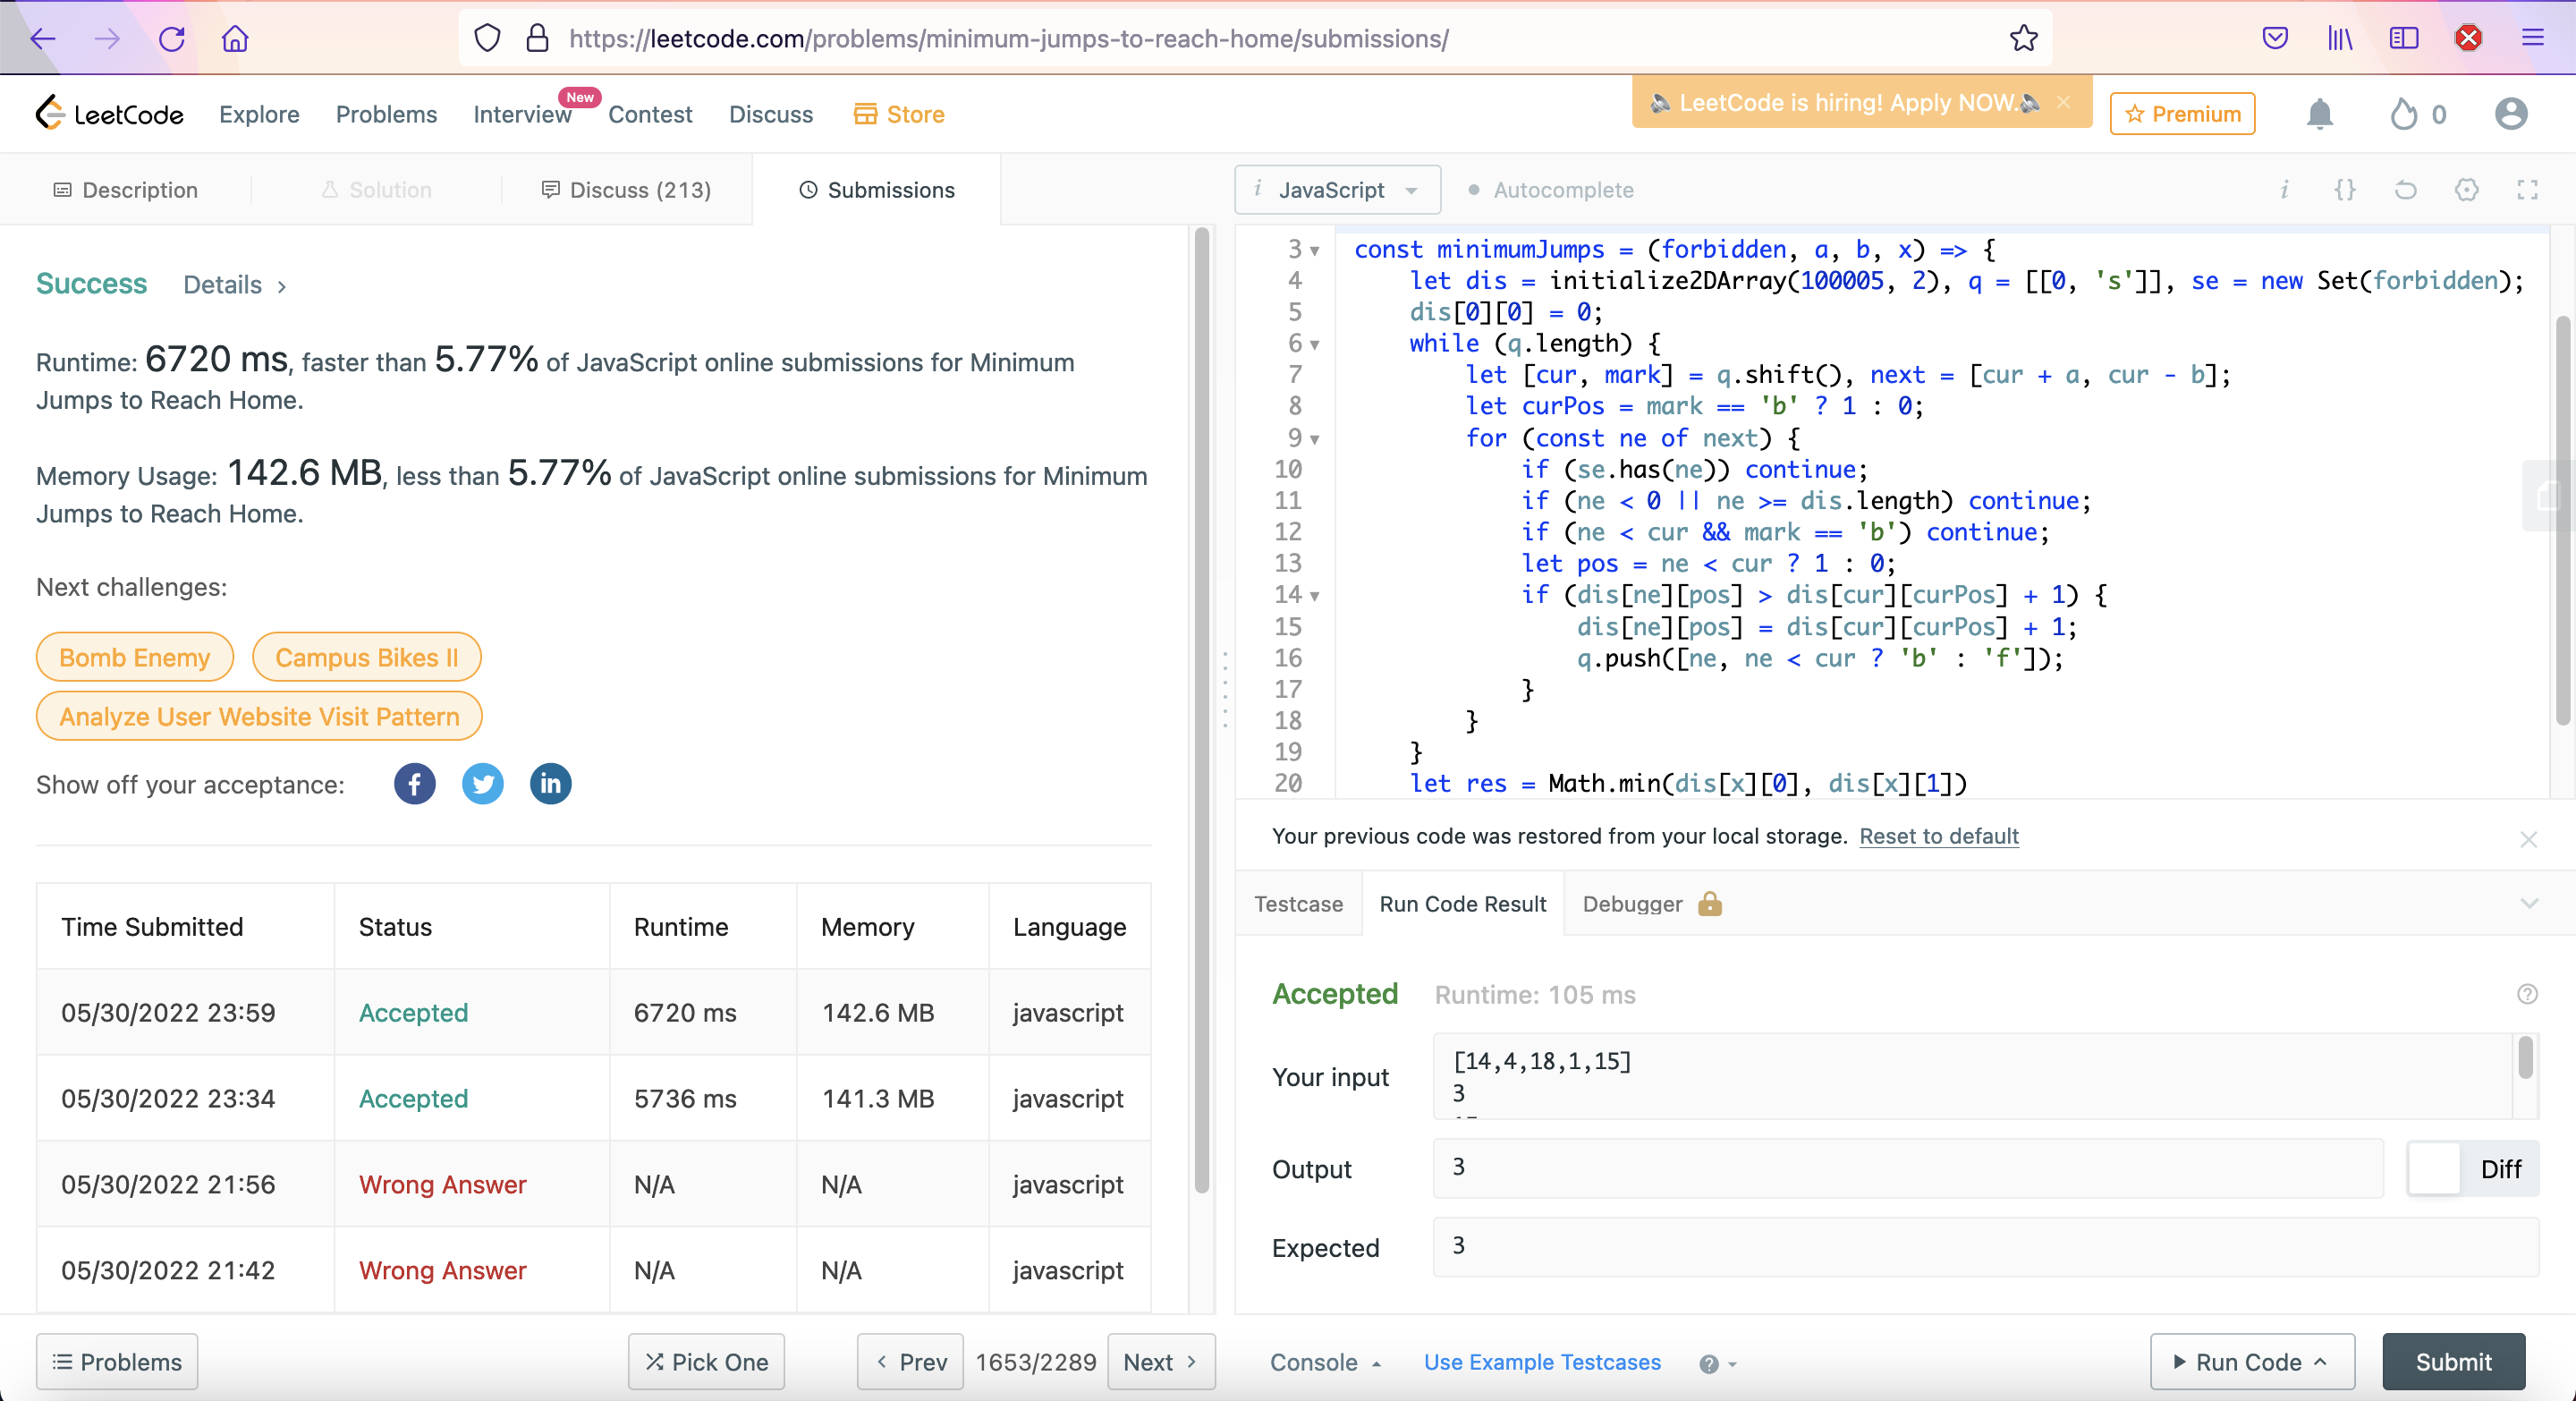 https://leetcode.com/problems/minimum-jumps-to-reach-home/submissions/
LeetCode
Explore
Problems
Interview
New
Contest
Discuss
Store
LeetCode is hiring! Apply NOW.
Premium
0
Description
Solution
Discuss (213)
Submissions
i JavaScript
Autocomplete
Success
Details >
Runtime: 6720 ms, faster than 5.77% of JavaScript online submissions for Minimum
Jumps to Reach Home.
Memory Usage: 142.6 MB, less than 5.77% of JavaScript online submissions for Minimum
Jumps to Reach Home.
Next challenges:
Bomb Enemy
Campus Bikes II
Analyze User Website Visit Pattern
Show off your acceptance:
Time Submitted Status Runtime Memory Language
05/30/2022 23:59 Accepted 6720 ms 142.6 MB javascript
05/30/2022 23:34 Accepted 5736 ms 141.3 MB javascript
05/30/2022 21:56 Wrong Answer N/A N/A javascript
05/30/2022 21:42 Wrong Answer N/A N/A javascript
3 const minimumJumps = (forbidden, a, b, x) => {
4 let dis = initialize2DArray(100005, 2), q = [[0, 's']], se = new Set(forbidden);
5 dis[0][0] = 0;
6 while (q.length) {
7 let [cur, mark] = q.shift(), next = [cur + a, cur - b];
8 let curPos = mark == 'b' ? 1 : 0;
9 for (const ne of next) {
10 if (se.has(ne)) continue;
11 if (ne < 0 || ne >= dis.length) continue;
12 if (ne < cur && mark == 'b') continue;
13 let pos = ne < cur ? 1 : 0;
14 if (dis[ne][pos] > dis[cur][curPos] + 1) {
15 dis[ne][pos] = dis[cur][curPos] + 1;
16 q.push([ne, ne < cur ? 'b' : 'f']);
17 }
18 }
19 }
20 let res = Math.min(dis[x][0], dis[x][1])
Your previous code was restored from your local storage. Reset to default
Testcase
Run Code Result
Debugger
Accepted Runtime: 105 ms
Your input
[14,4,18,1,15]
3
Output
3
Diff
Expected
3
Problems
Pick One
Prev
1653/2289
Next
Console
Use Example Testcases
Run Code
Submit